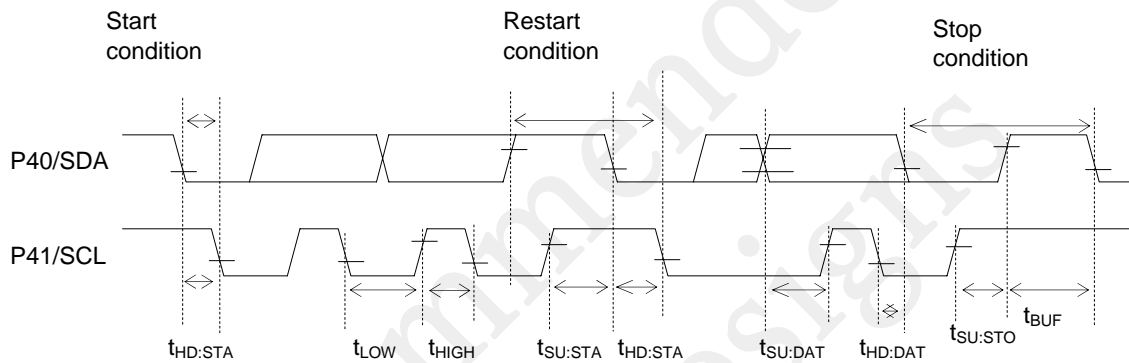 Start
condition
Restart
condition
Stop
condition
P40/SDA
P41/SCL
tHD:STA
tLOW
tHIGH
tSU:STA
tHD:STA
tSU:DAT
tHD:DAT
tSU:STO
tBUF